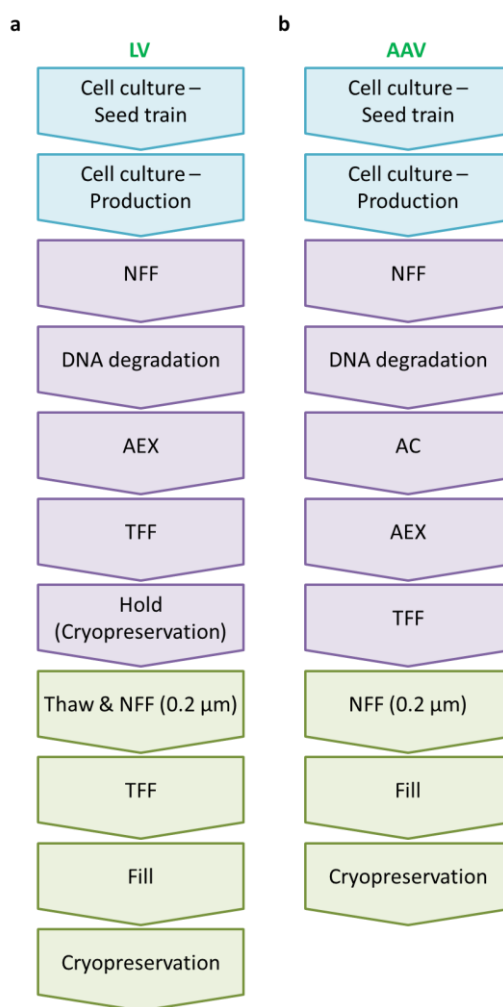 a
LV
Cell culture –
Seed train
Cell culture –
Production
NFF
DNA degradation
AEX
TFF
Hold
(Cryopreservation)
Thaw & NFF (0.2 µm)
TFF
Fill
Cryopreservation
b
AAV
Cell culture –
Seed train
Cell culture –
Production
NFF
DNA degradation
AC
AEX
TFF
NFF (0.2 µm)
Fill
Cryopreservation